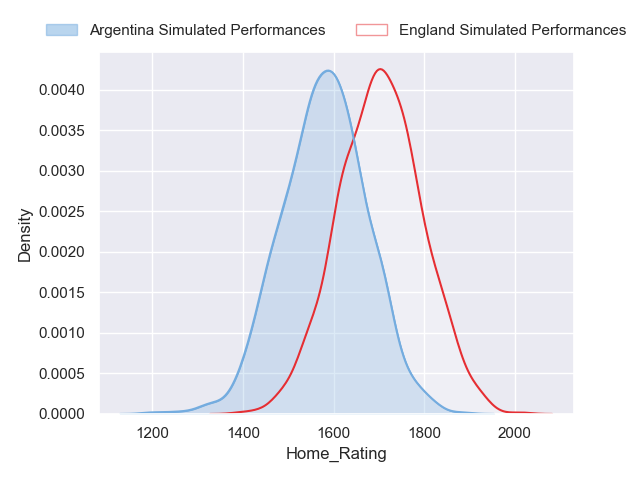 Argentina Simulated Performances England Simulated Performances
0.0040
0.0035
0.0030
0.0025
0.0020
0.0015
0.0010
0.0005
0.0000
Density
1200 1400 1600 1800 2000
Home_Rating